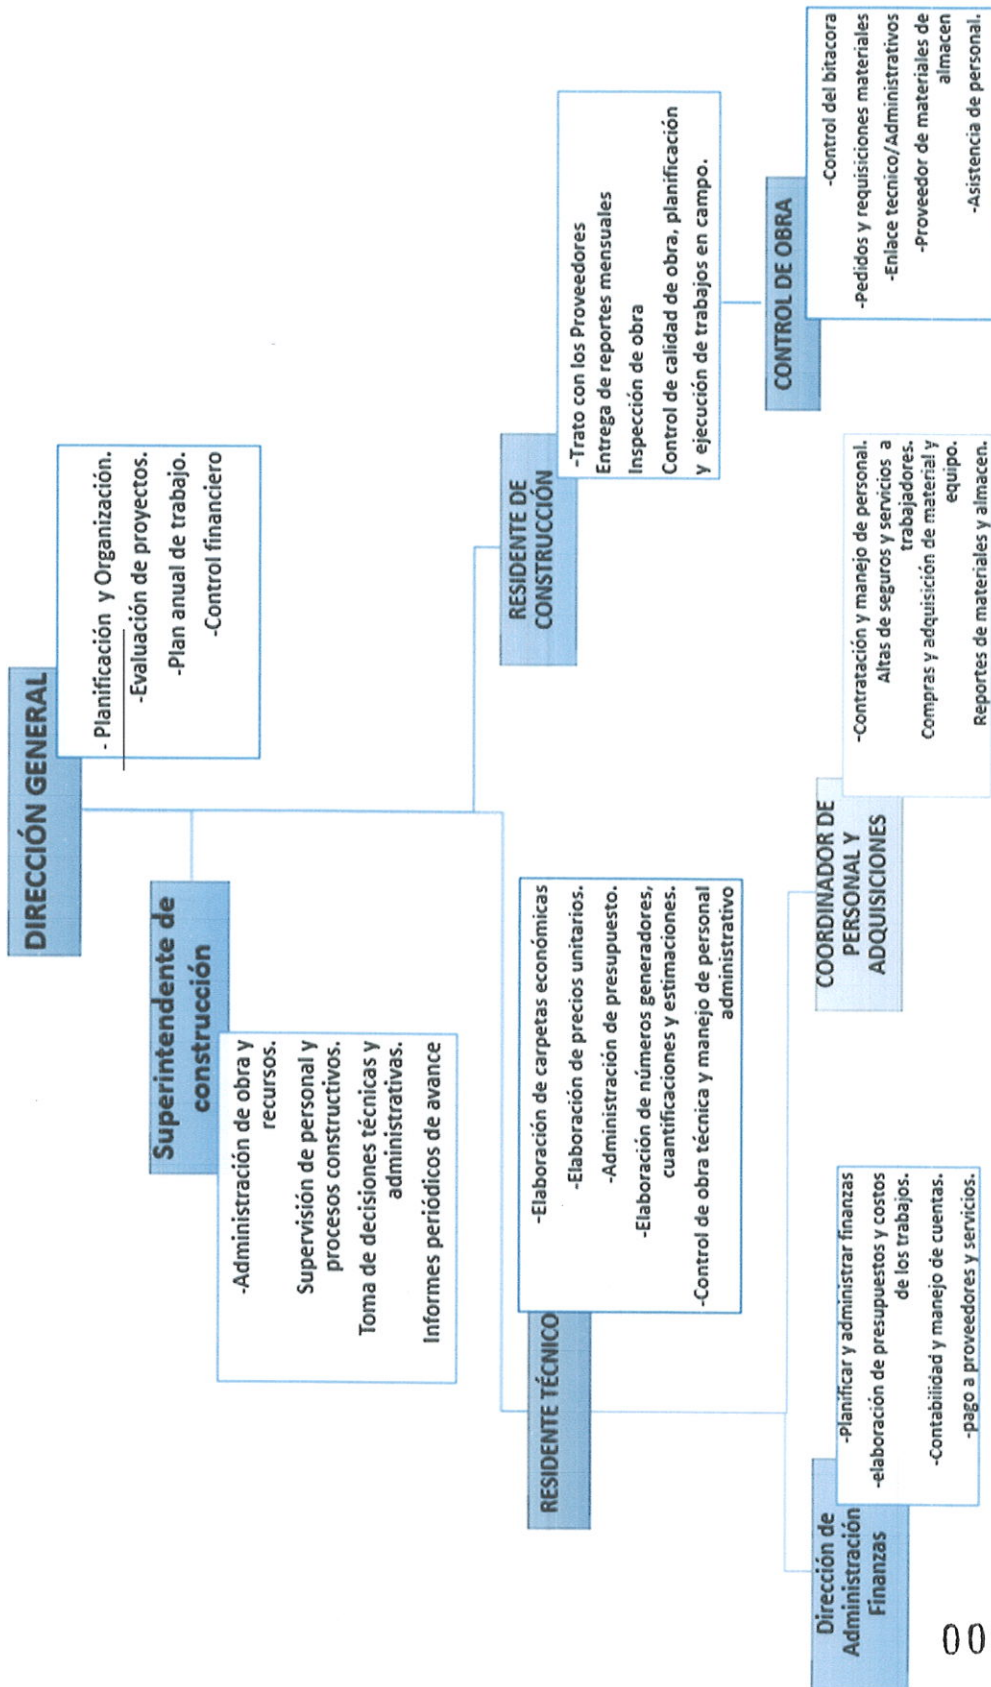 DIRECCIÓN GENERAL
- Planificación y Organización.
-Evaluación de proyectos.
-Plan anual de trabajo.
-Control financiero
Superintendente de
construcción
-Administración de obra y
recursos.
Supervisión de personal y
procesos constructivos.
Toma de decisiones técnicas y
administrativas.
Informes periódicos de avance
RESIDENTE TÉCNICO
-Elaboración de carpetas económicas
-Elaboración de precios unitarios.
-Administración de presupuesto.
-Elaboración de números generadores,
cuantificaciones y estimaciones.
-Control de obra técnica y manejo de personal
administrativo
RESIDENTE DE
CONSTRUCCIÓN
-Trato con los Proveedores
Entrega de reportes mensuales
Inspección de obra
Control de calidad de obra, planificación
y ejecución de trabajos en campo.
Dirección de
Administración
Finanzas
-Planificar y administrar finanzas
-elaboración de presupuestos y costos
de los trabajos.
-Contabilidad y manejo de cuentas.
-pago a proveedores y servicios.
COORDINADOR DE
PERSONAL Y
ADQUISICIONES
-Contratación y manejo de personal.
Altas de seguros y servicios a
trabajadores.
Compras y adquisición de material y
equipo.
Reportes de materiales y almacen.
CONTROL DE OBRA
-Control del bitacora
-Pedidos y requisiciones materiales
-Enlace tecnico/Administrativos
-Proveedor de materiales de
almacen
-Asistencia de personal.
00